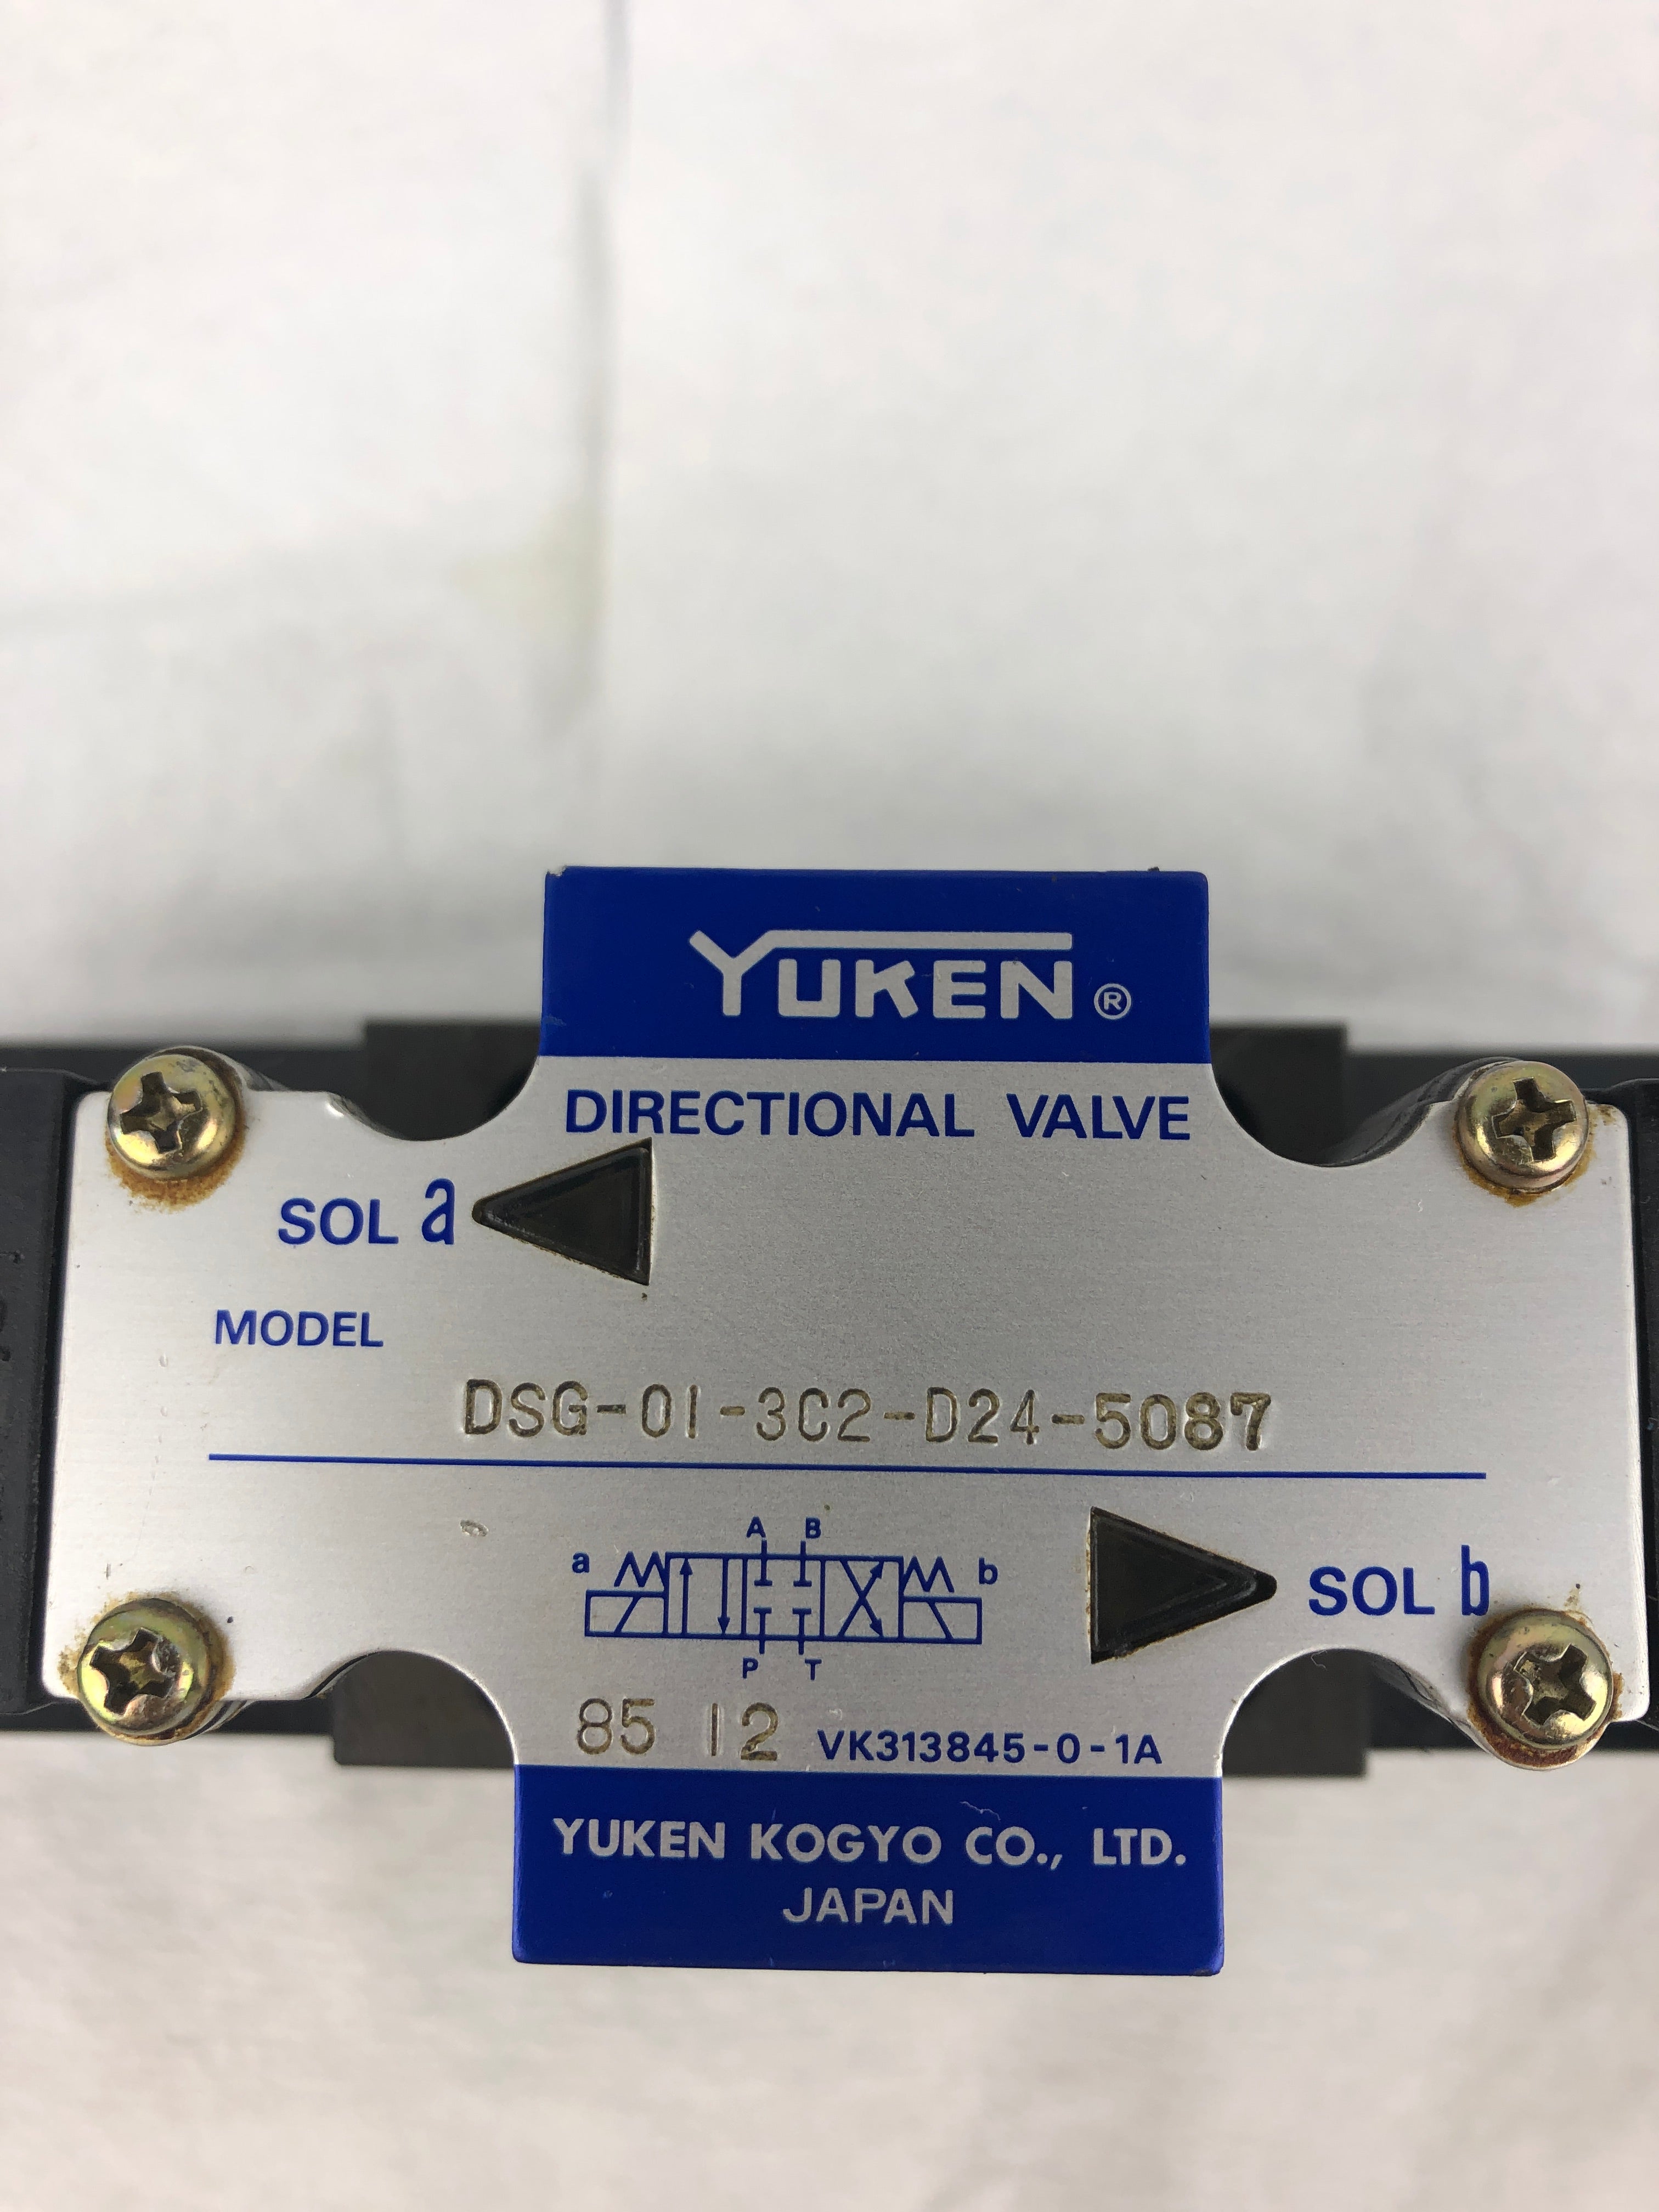 YUKEN®
DIRECTIONAL VALVE
SOL a
MODEL
DSG-01-3C2-D24-5087
A B
a b
SOL b
P T
85 12 VK313845-0-1A
YUKEN KOGYO CO., LTD.
JAPAN